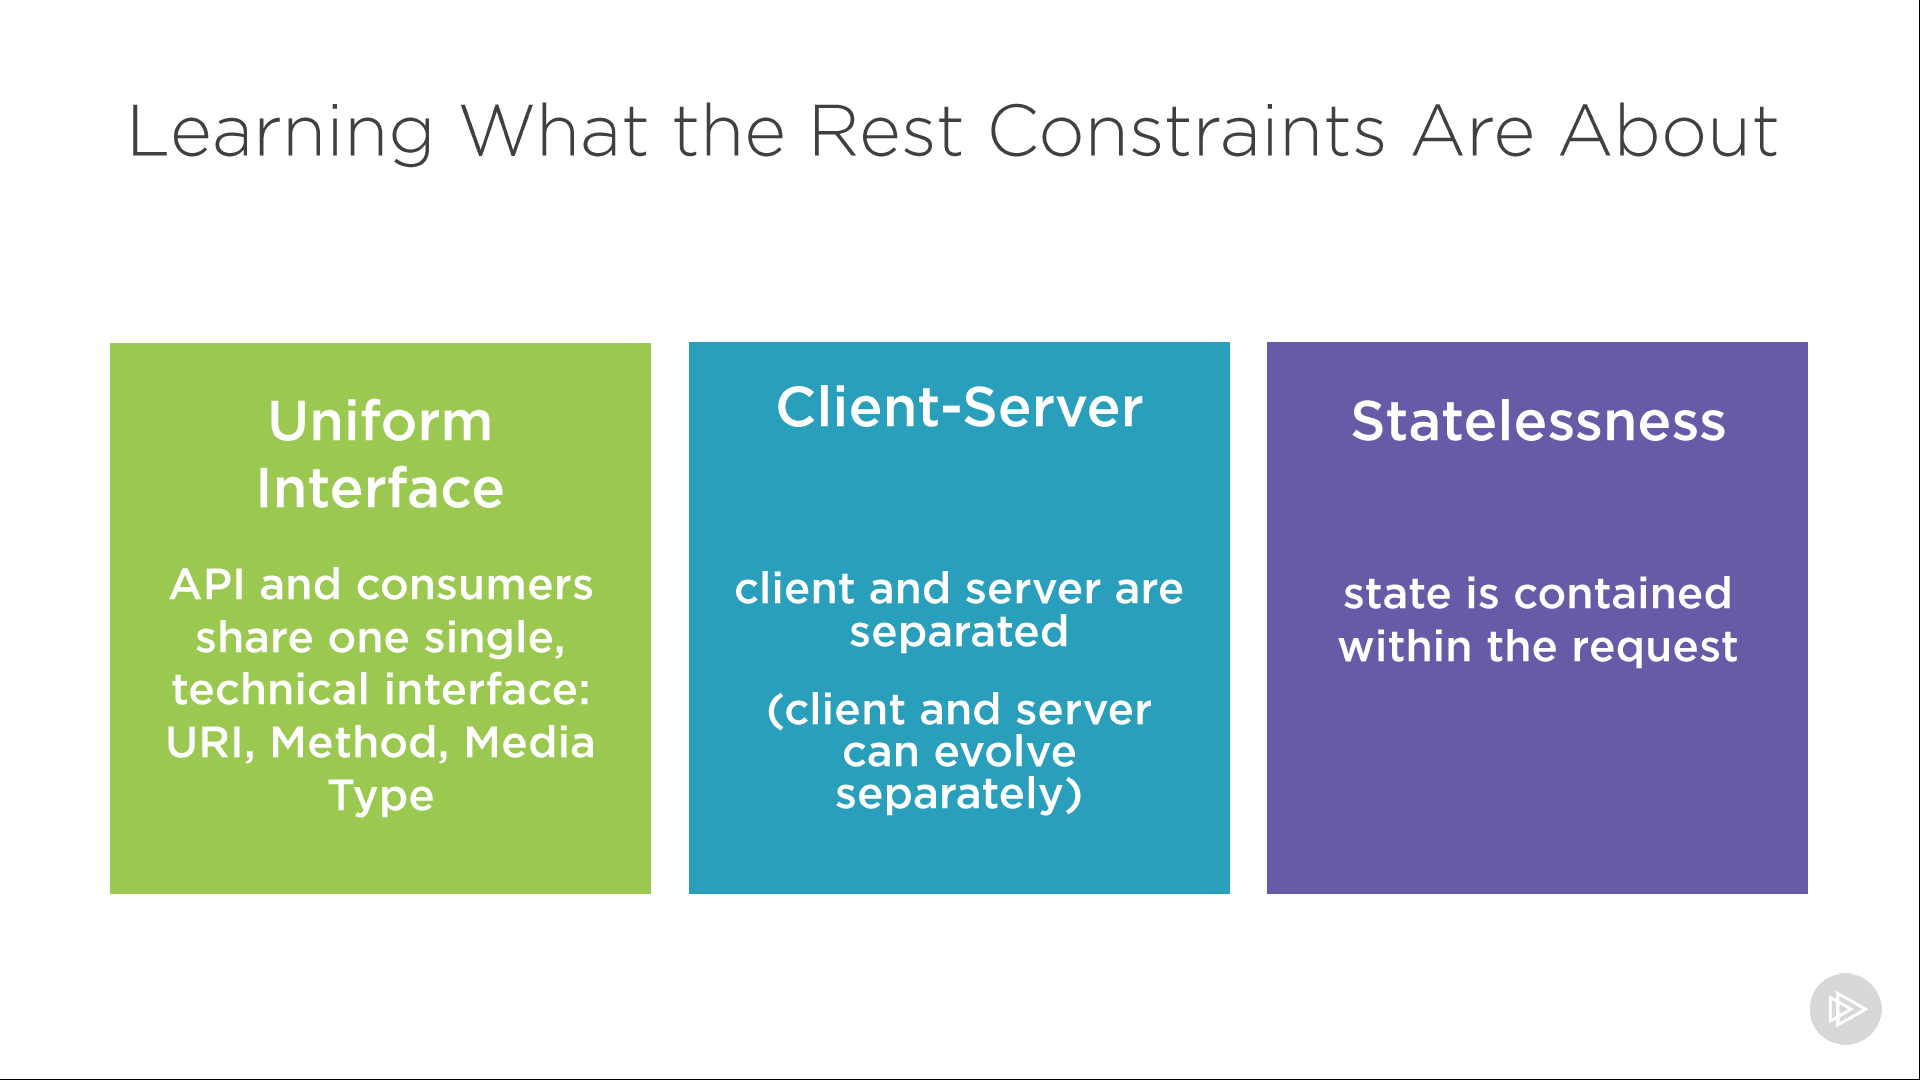 Learning What the Rest Constraints Are About
Uniform
Interface
API and consumers
share one single,
technical interface:
URI, Method, Media
Type
Client-Server
client and server are
separated
(client and server
can evolve
separately)
Statelessness
state is contained
within the request